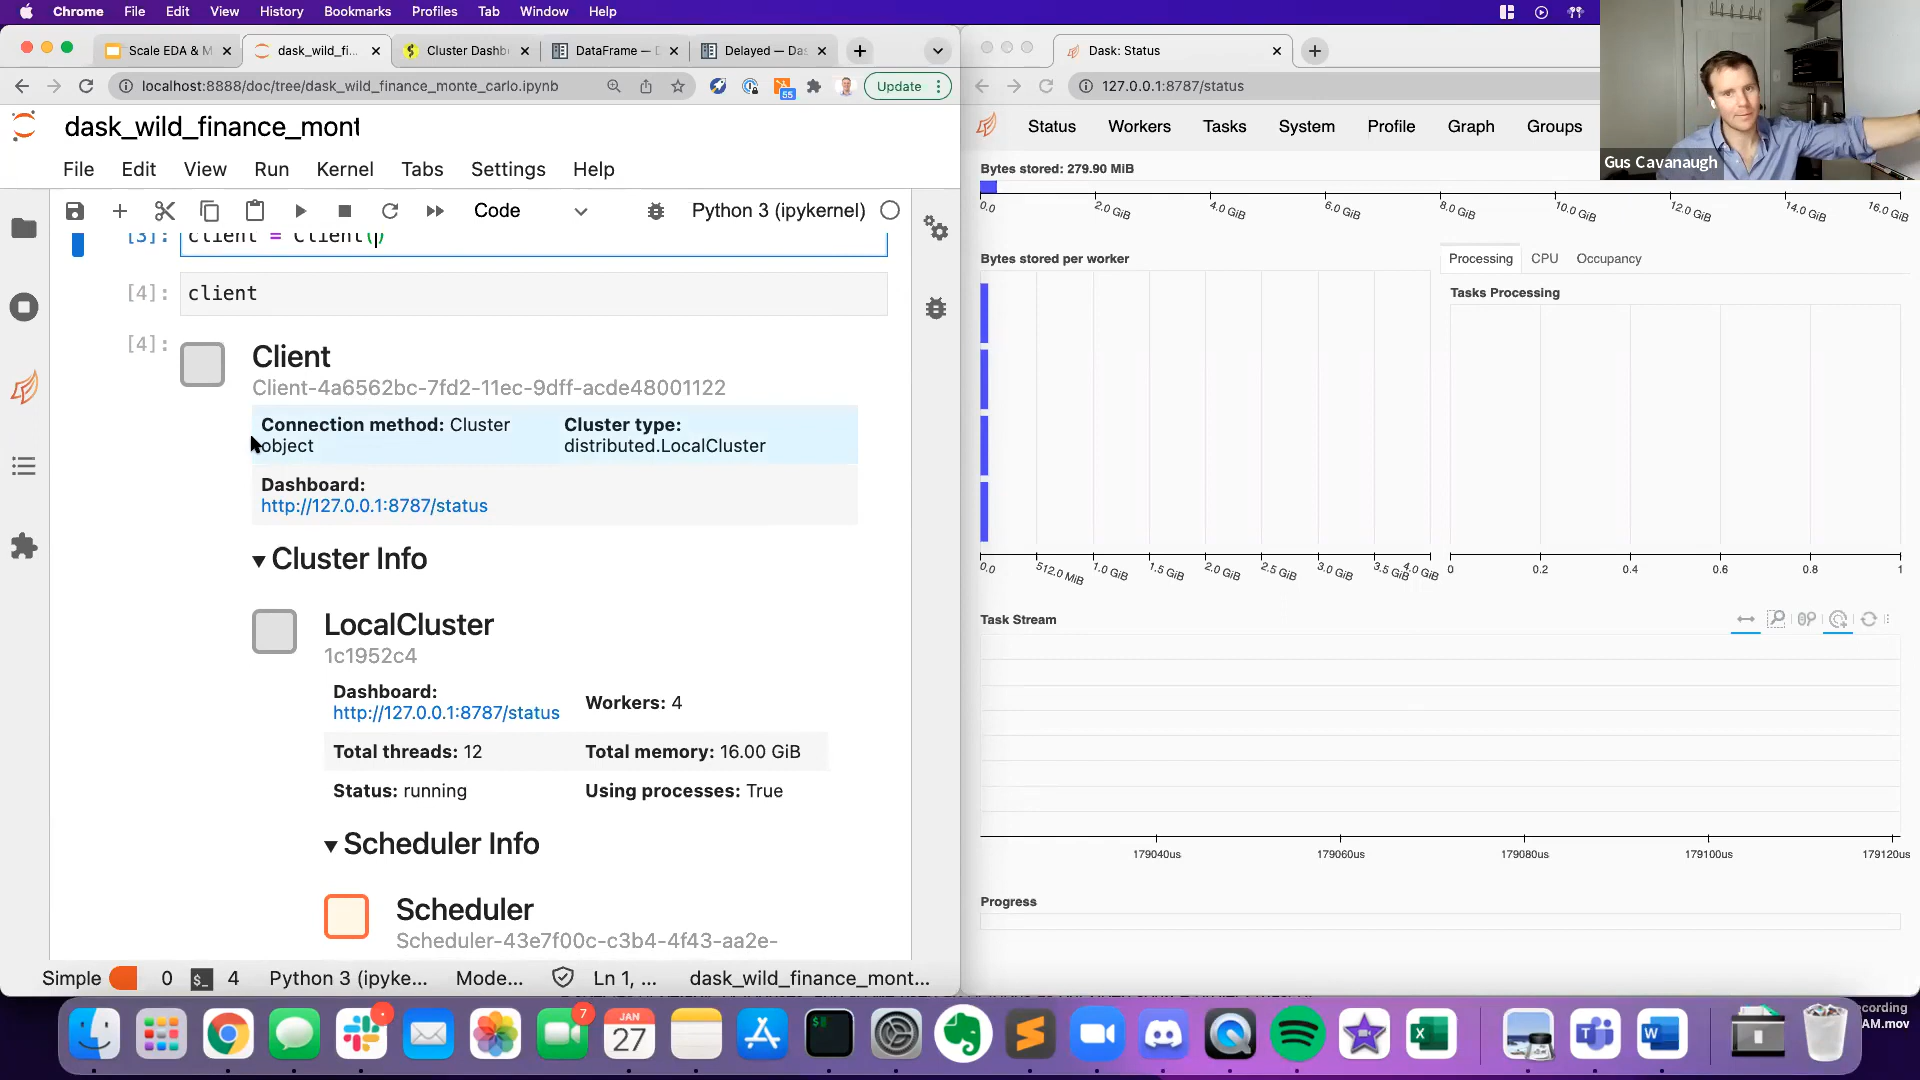 Chrome File Edit View History Bookmarks Profiles Tab Window Help
Scale EDA & M
dask_wild_fi...
Cluster Dashb
DataFrame — D
Delayed — Das
Dask: Status
localhost:8888/doc/tree/dask_wild_finance_monte_carlo.ipynb
55
Update
127.0.0.1:8787/status
dask_wild_finance_mont
File Edit View Run Kernel Tabs Settings Help
Code
Python 3 (ipykernel)
[3]: client = Client()
[4]: client
[4]:
Client
Client-4a6562bc-7fd2-11ec-9dff-acde48001122
Connection method: Cluster object
Cluster type: distributed.LocalCluster
Dashboard:
http://127.0.0.1:8787/status
Cluster Info
LocalCluster
1c1952c4
Dashboard:
http://127.0.0.1:8787/status
Workers: 4
Total threads: 12
Total memory: 16.00 GiB
Status: running
Using processes: True
Scheduler Info
Scheduler
Scheduler-43e7f00c-c3b4-4f43-aa2e-
Simple 0 $_ 4 Python 3 (ipyke... Mode... Ln 1, ... dask_wild_finance_mont...
Status Workers Tasks System Profile Graph Groups
Gus Cavanaugh
Bytes stored: 279.90 MiB
0.0 2.0 GiB 4.0 GiB 6.0 GiB 8.0 GiB 10.0 GiB 12.0 GiB 14.0 GiB 16.0 GiB
Bytes stored per worker
0.0 512.0 MiB 1.0 GiB 1.5 GiB 2.0 GiB 2.5 GiB 3.0 GiB 3.5 GiB 4.0 GiB
Processing CPU Occupancy
Tasks Processing
0 0.2 0.4 0.6 0.8 1
Task Stream
179040us 179060us 179080us 179100us 179120us
Progress
7
JAN
27
ecording
AM.mov